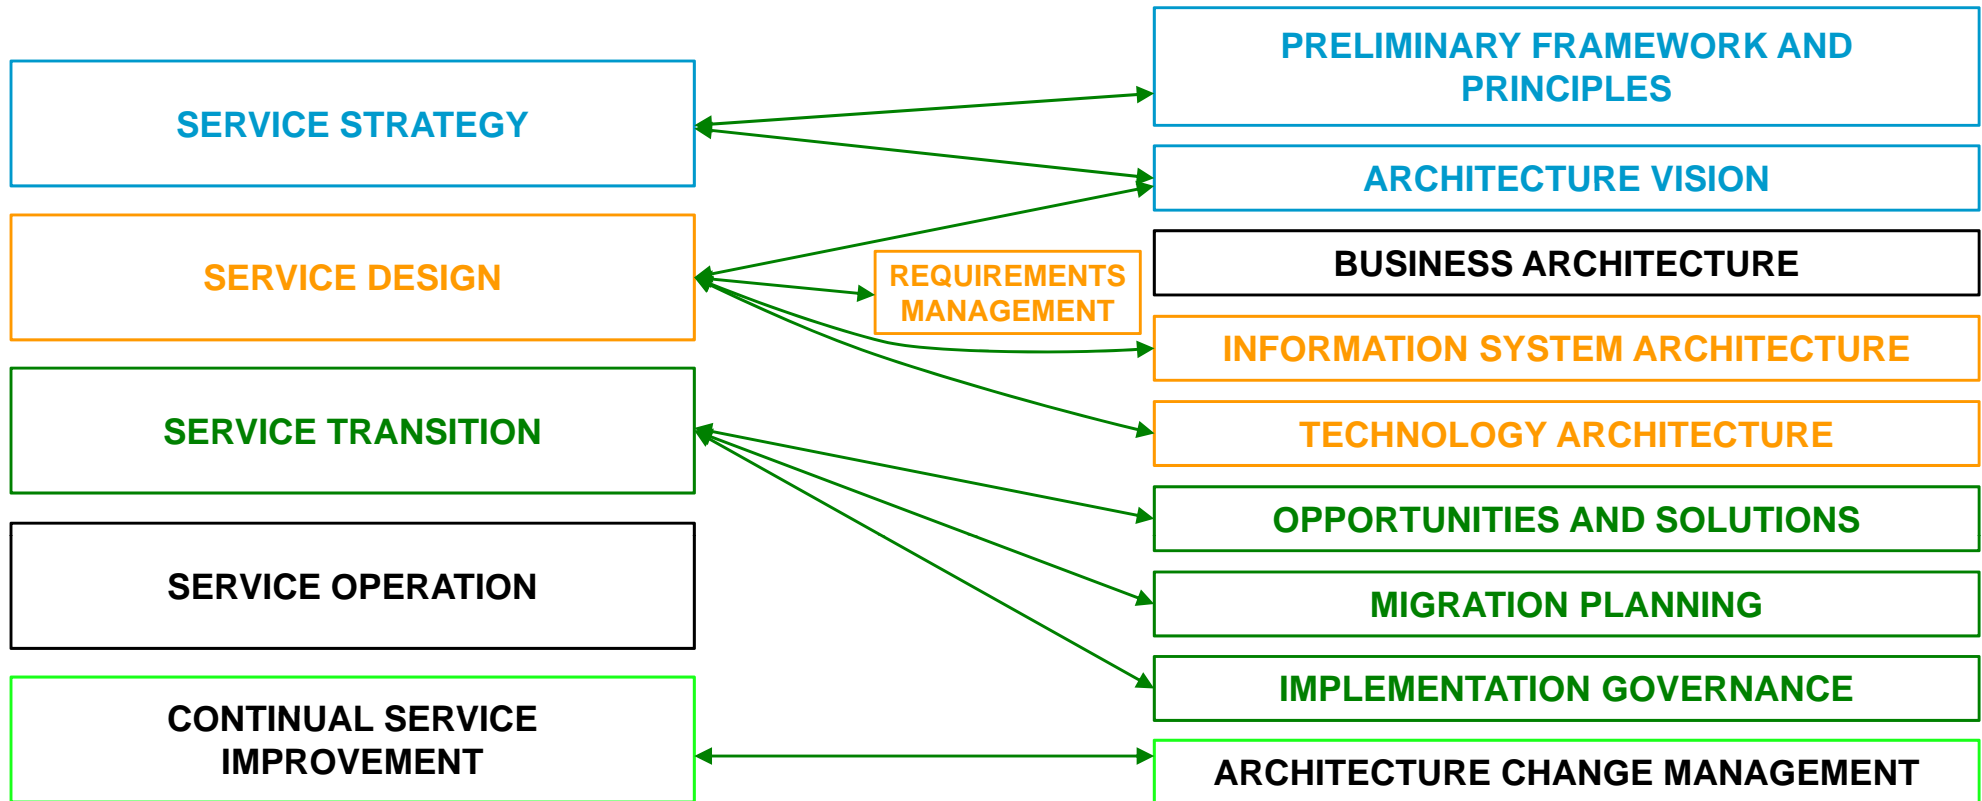 SERVICE STRATEGY
SERVICE DESIGN
SERVICE TRANSITION
SERVICE OPERATION
CONTINUAL SERVICE
IMPROVEMENT
REQUIREMENTS
MANAGEMENT
PRELIMINARY FRAMEWORK AND
PRINCIPLES
ARCHITECTURE VISION
BUSINESS ARCHITECTURE
INFORMATION SYSTEM ARCHITECTURE
TECHNOLOGY ARCHITECTURE
OPPORTUNITIES AND SOLUTIONS
MIGRATION PLANNING
IMPLEMENTATION GOVERNANCE
ARCHITECTURE CHANGE MANAGEMENT